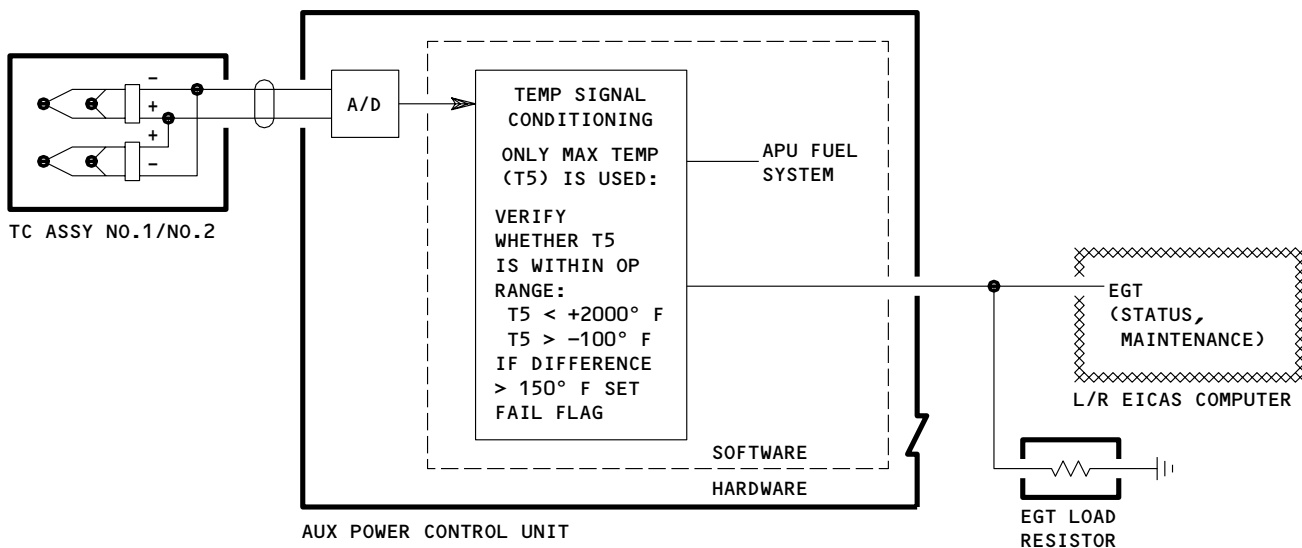 -
+
+
-
TC ASSY NO.1/NO.2
A/D
TEMP SIGNAL
CONDITIONING
ONLY MAX TEMP
(T5) IS USED:
VERIFY
WHETHER T5
IS WITHIN OP
RANGE:
T5 < +2000° F
T5 > -100° F
IF DIFFERENCE
> 150° F SET
FAIL FLAG
APU FUEL
SYSTEM
SOFTWARE
HARDWARE
AUX POWER CONTROL UNIT
EGT
(STATUS,
MAINTENANCE)
L/R EICAS COMPUTER
EGT LOAD
RESISTOR